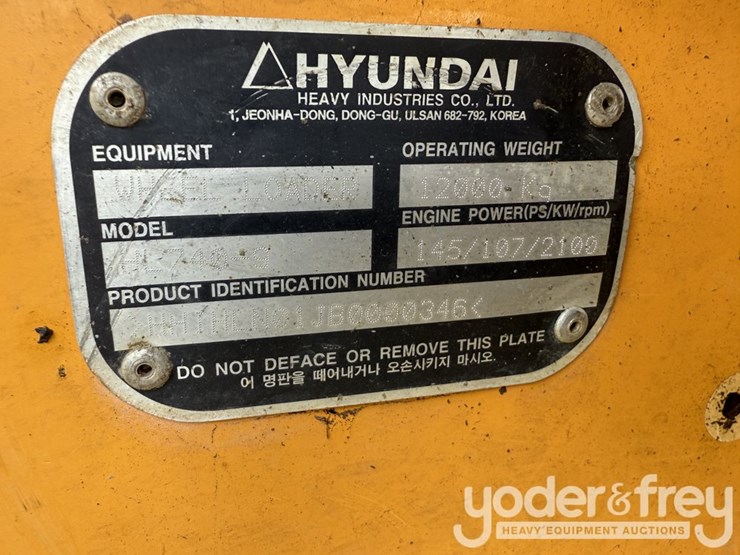 HYUNDAI
HEAVY INDUSTRIES CO., LTD.
1, JEONHA-DONG, DONG-GU, ULSAN 682-792, KOREA
EQUIPMENT
OPERATING WEIGHT
WHEEL LOADER
12000 Kg
MODEL
ENGINE POWER(PS/KW/rpm)
HL740-9
145/107/2100
PRODUCT IDENTIFICATION NUMBER
DO NOT DEFACE OR REMOVE THIS PLATE
어 명판을 떼어내거나 오손시키지 마시오.
yoder&frey
HEAVY EQUIPMENT AUCTIONS